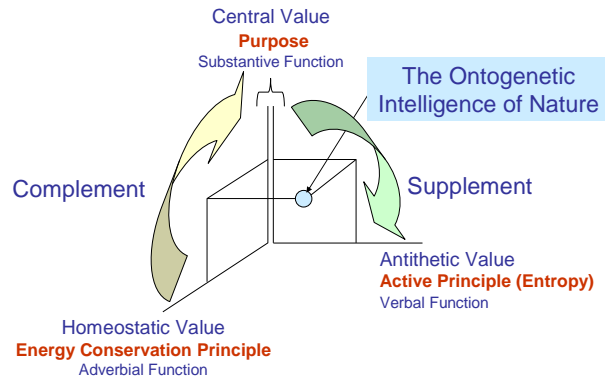 Central Value
Purpose
Substantive Function
The Ontogenetic
Intelligence of Nature
Complement
Supplement
Antithetic Value
Active Principle (Entropy)
Verbal Function
Homeostatic Value
Energy Conservation Principle
Adverbial Function